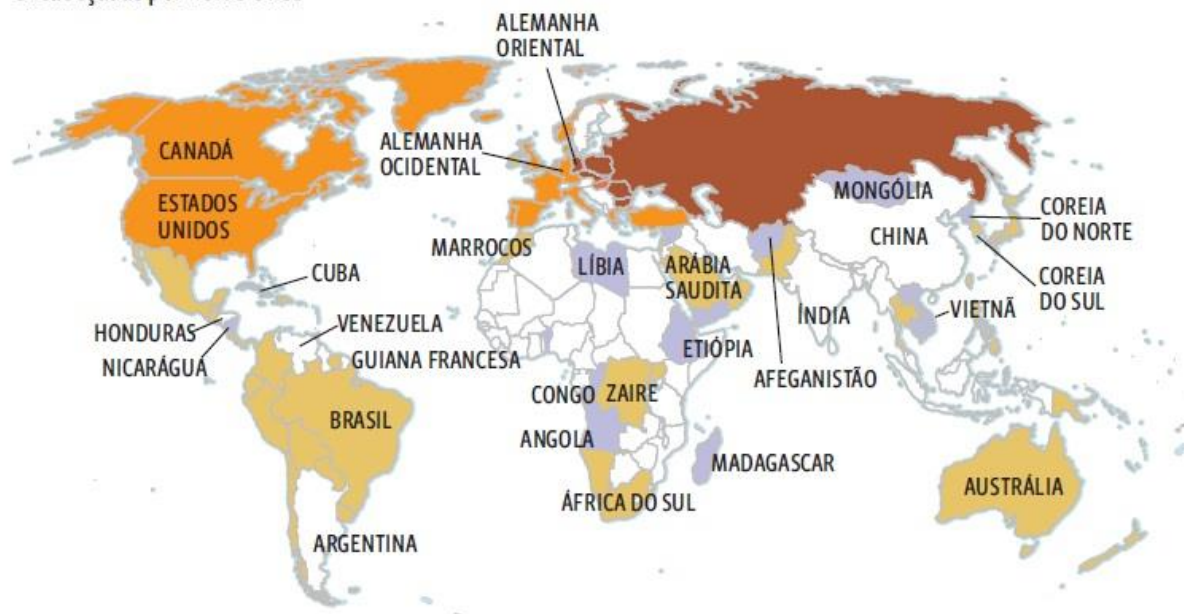 ALEMANHA
ORIENTAL
CANADÁ
ALEMANHA
OCIDENTAL
ESTADOS
UNIDOS
MONGÓLIA
COREIA
DO NORTE
CHINA
MARROCOS
LÍBIA
ARÁBIA
SAUDITA
CUBA
COREIA
DO SUL
HONDURAS
VENEZUELA
ÍNDIA
VIETNÃ
NICARÁGUA
GUIANA FRANCESA
ETIÓPIA
AFEGANISTÃO
CONGO
ZAIRE
BRASIL
ANGOLA
MADAGASCAR
AUSTRÁLIA
ÁFRICA DO SUL
ARGENTINA